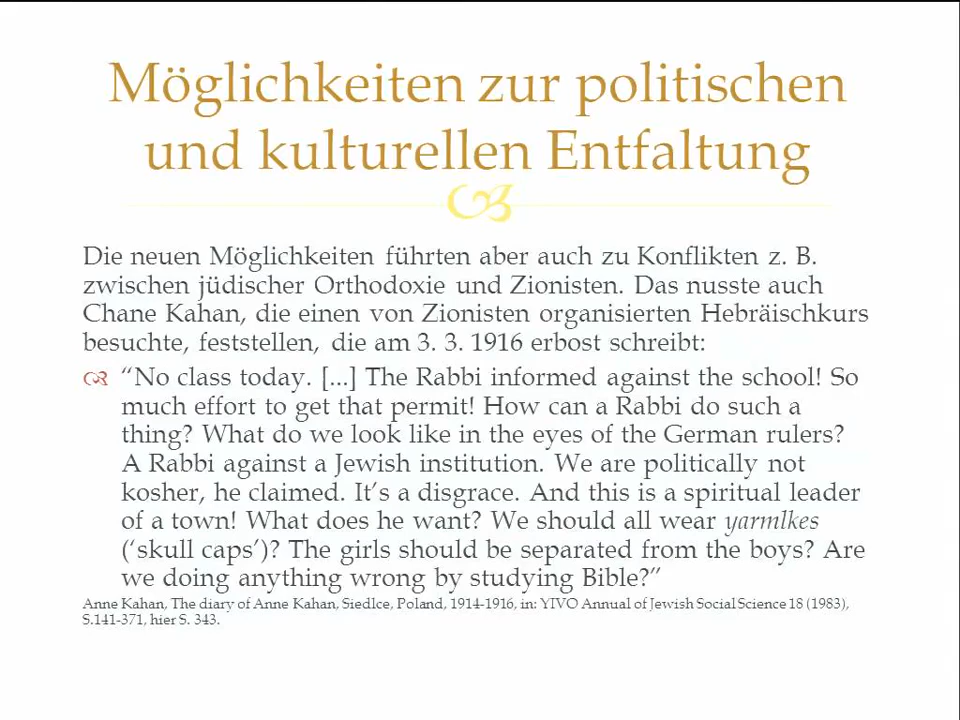 Möglichkeiten zur politischen
und kulturellen Entfaltung
Die neuen Möglichkeiten führten aber auch zu Konflikten z. B.
zwischen jüdischer Orthodoxie und Zionisten. Das nusste auch
Chane Kahan, die einen von Zionisten organisierten Hebräischkurs
besuchte, feststellen, die am 3. 3. 1916 erbost schreibt:
“No class today. [...] The Rabbi informed against the school! So
much effort to get that permit! How can a Rabbi do such a
thing? What do we look like in the eyes of the German rulers?
A Rabbi against a Jewish institution. We are politically not
kosher, he claimed. It’s a disgrace. And this is a spiritual leader
of a town! What does he want? We should all wear yarmlkes
(‘skull caps’)? The girls should be separated from the boys? Are
we doing anything wrong by studying Bible?”
Anne Kahan, The diary of Anne Kahan, Siedlce, Poland, 1914-1916, in: YIVO Annual of Jewish Social Science 18 (1983),
S.141-371, hier S. 343.